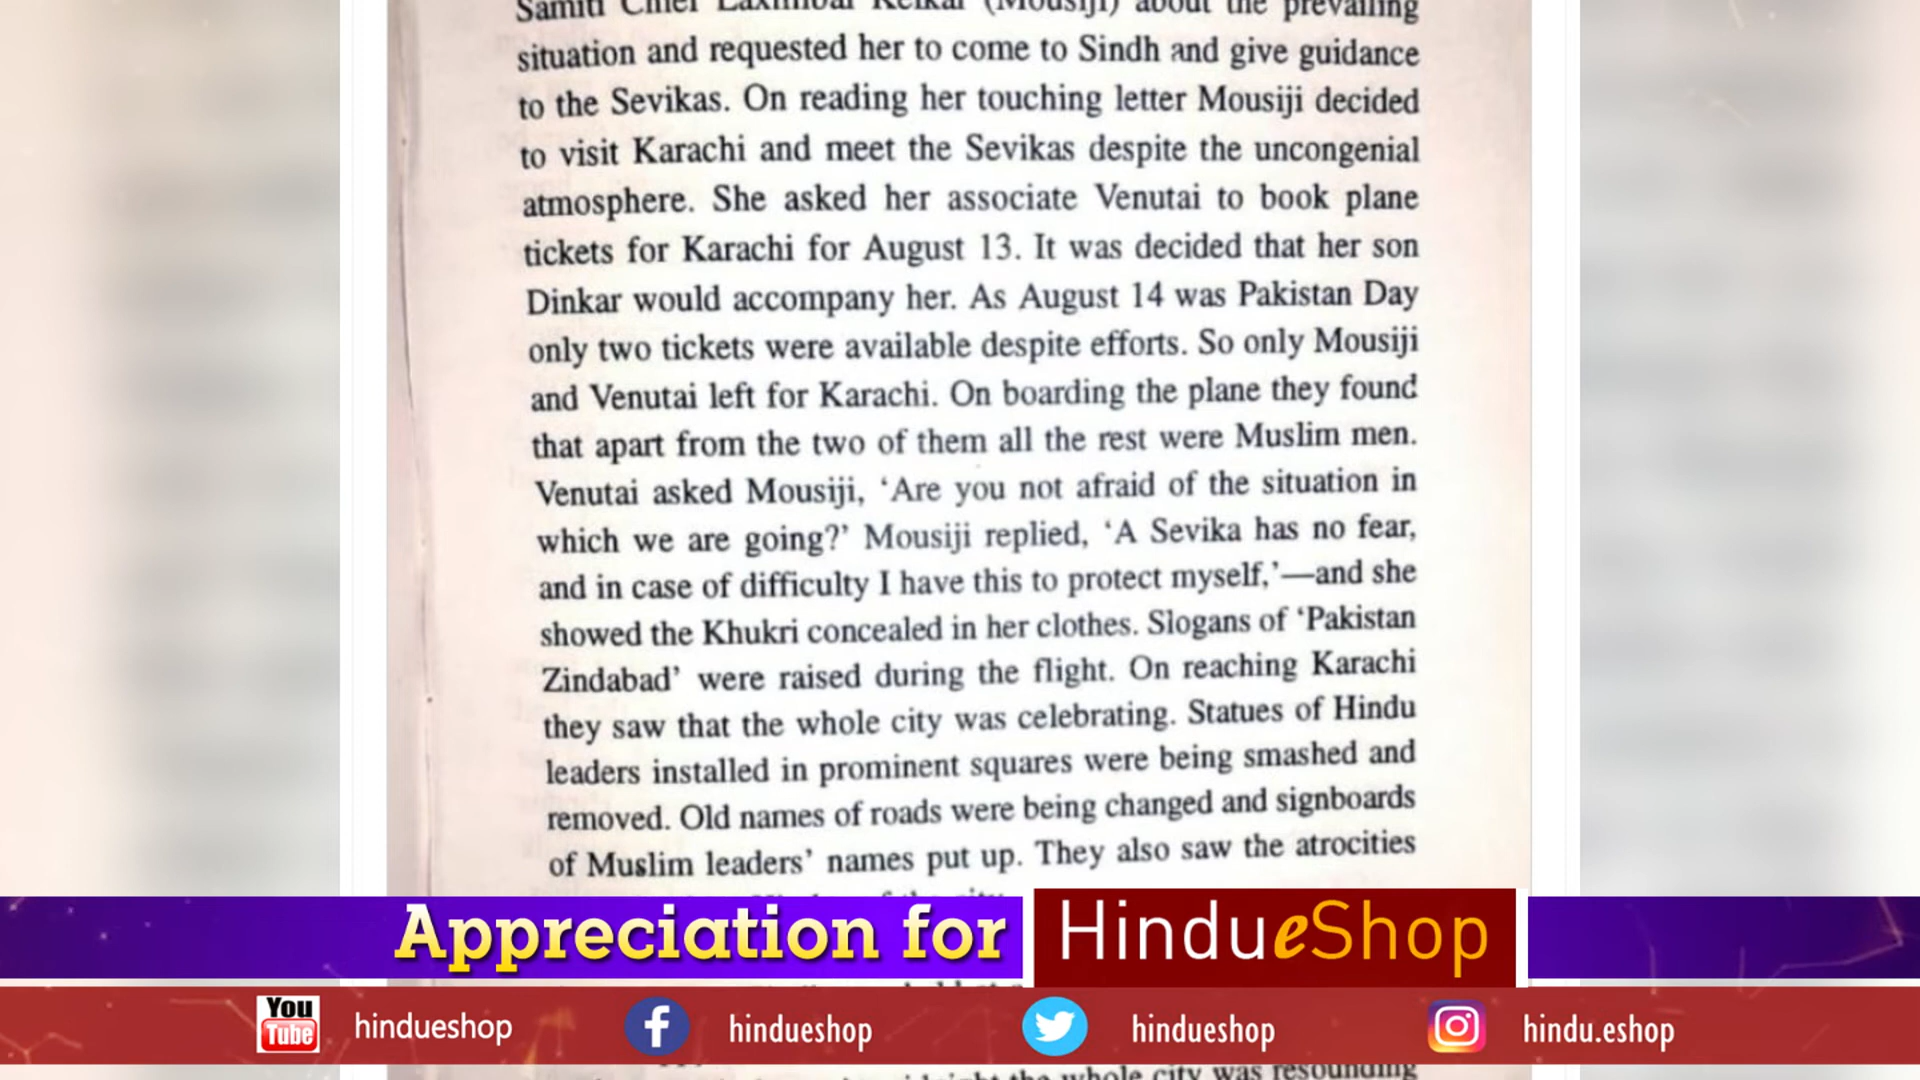 Samiti Chief Laxmibai Kelkar (Mousiji) about the prevailing
situation and requested her to come to Sindh and give guidance
to the Sevikas. On reading her touching letter Mousiji decided
to visit Karachi and meet the Sevikas despite the uncongenial
atmosphere. She asked her associate Venutai to book plane
tickets for Karachi for August 13. It was decided that her son
Dinkar would accompany her. As August 14 was Pakistan Day
only two tickets were available despite efforts. So only Mousiji
and Venutai left for Karachi. On boarding the plane they found
that apart from the two of them all the rest were Muslim men.
Venutai asked Mousiji, ‘Are you not afraid of the situation in
which we are going?’ Mousiji replied, ‘A Sevika has no fear,
and in case of difficulty I have this to protect myself,’—and she
showed the Khukri concealed in her clothes. Slogans of ‘Pakistan
Zindabad’ were raised during the flight. On reaching Karachi
they saw that the whole city was celebrating. Statues of Hindu
leaders installed in prominent squares were being smashed and
removed. Old names of roads were being changed and signboards
of Muslim leaders’ names put up. They also saw the atrocities
Appreciation for HindueShop
You Tube hindueshop hindueshop hindueshop hindu.eshop
the whole city was resounding